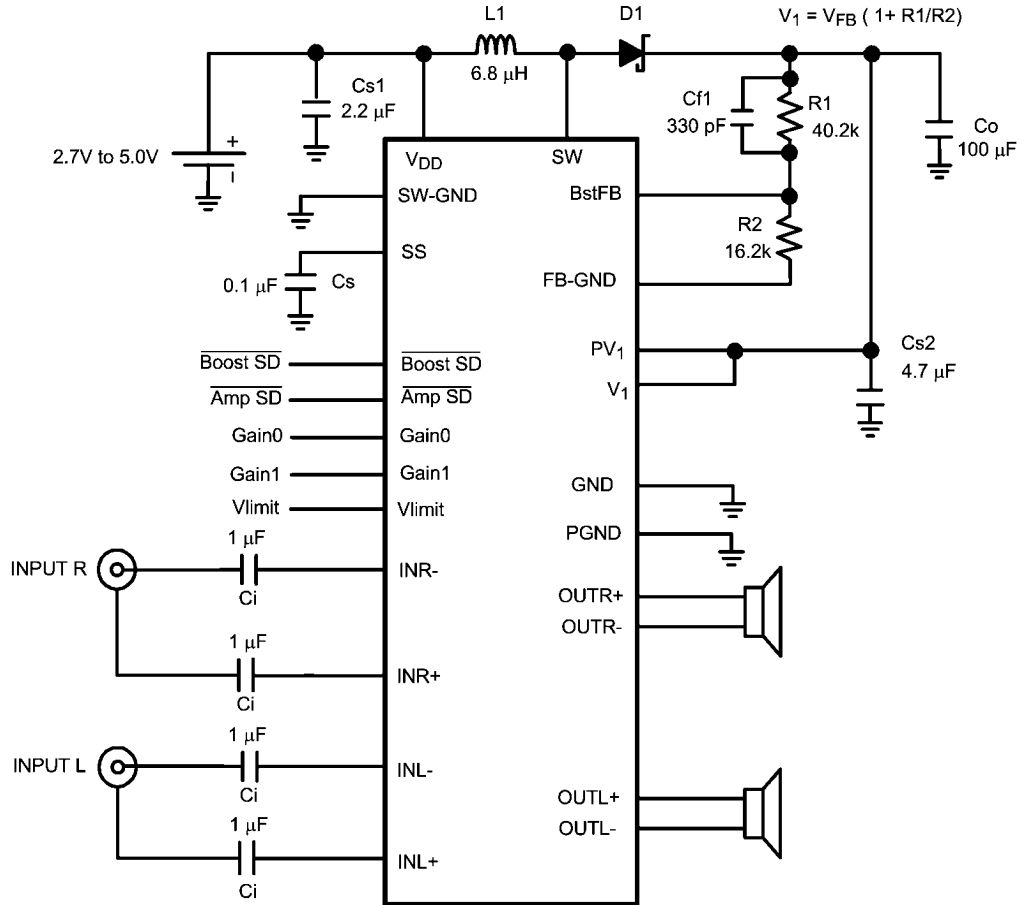 L1
D1
V1 = VFB ( 1+ R1/R2)
6.8 μH
Cs1
2.2 μF
Cf1
330 pF
R1
40.2k
Co
100 μF
2.7V to 5.0V
+
VDD
SW
SW-GND
BstFB
R2
16.2k
SS
0.1 μF
Cs
FB-GND
PV1
Cs2
4.7 μF
V1
Boost SD
Boost SD
Amp SD
Amp SD
Gain0
Gain0
Gain1
Gain1
Vlimit
Vlimit
GND
PGND
1 μF
INPUT R
Ci
INR-
OUTR+
OUTR-
1 μF
Ci
INR+
1 μF
INPUT L
Ci
INL-
OUTL+
OUTL-
1 μF
Ci
INL+